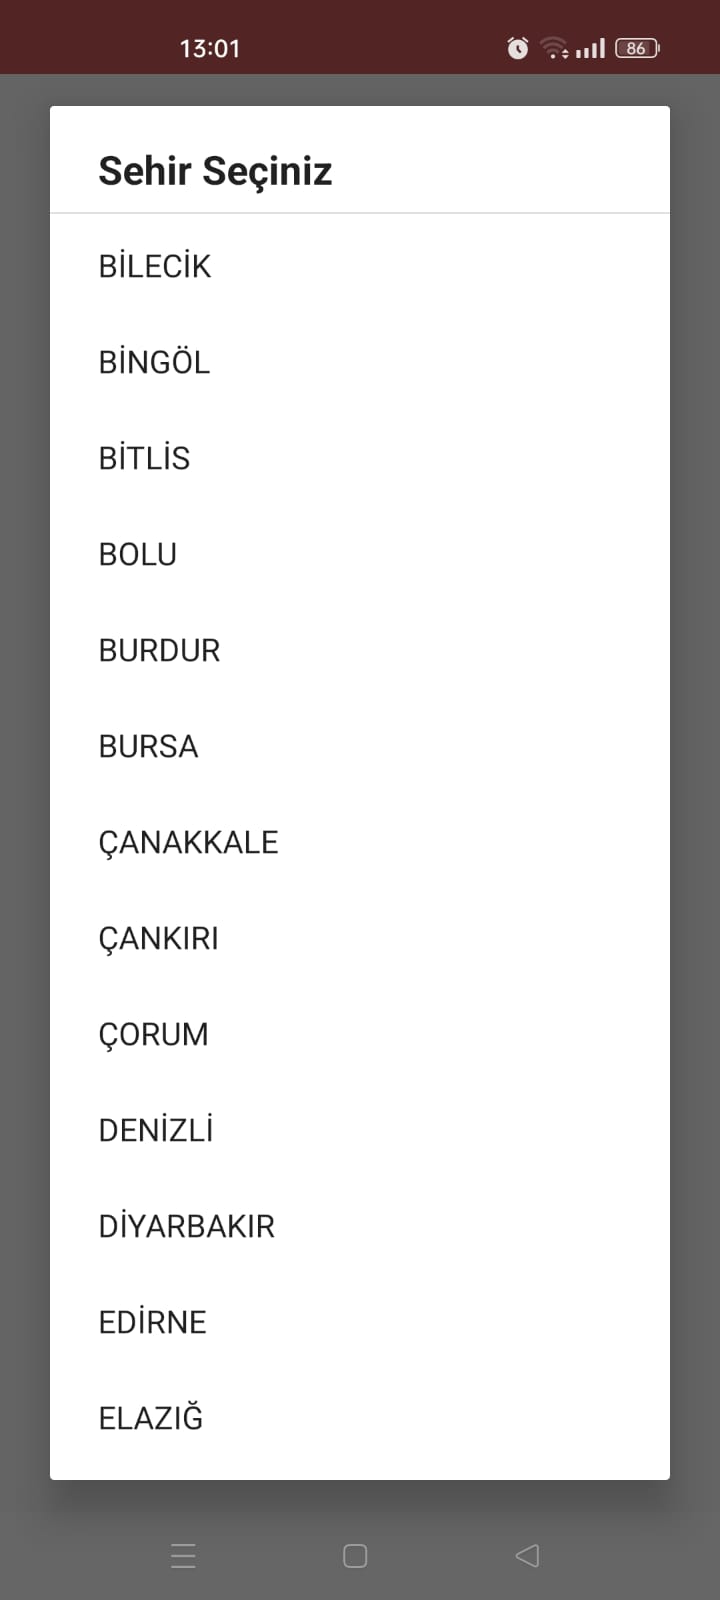 13:01
86
Sehir Seçiniz
BİLECİK
BİNGÖL
BİTLİS
BOLU
BURDUR
BURSA
ÇANAKKALE
ÇANKIRI
ÇORUM
DENİZLİ
DİYARBAKIR
EDİRNE
ELAZIĞ